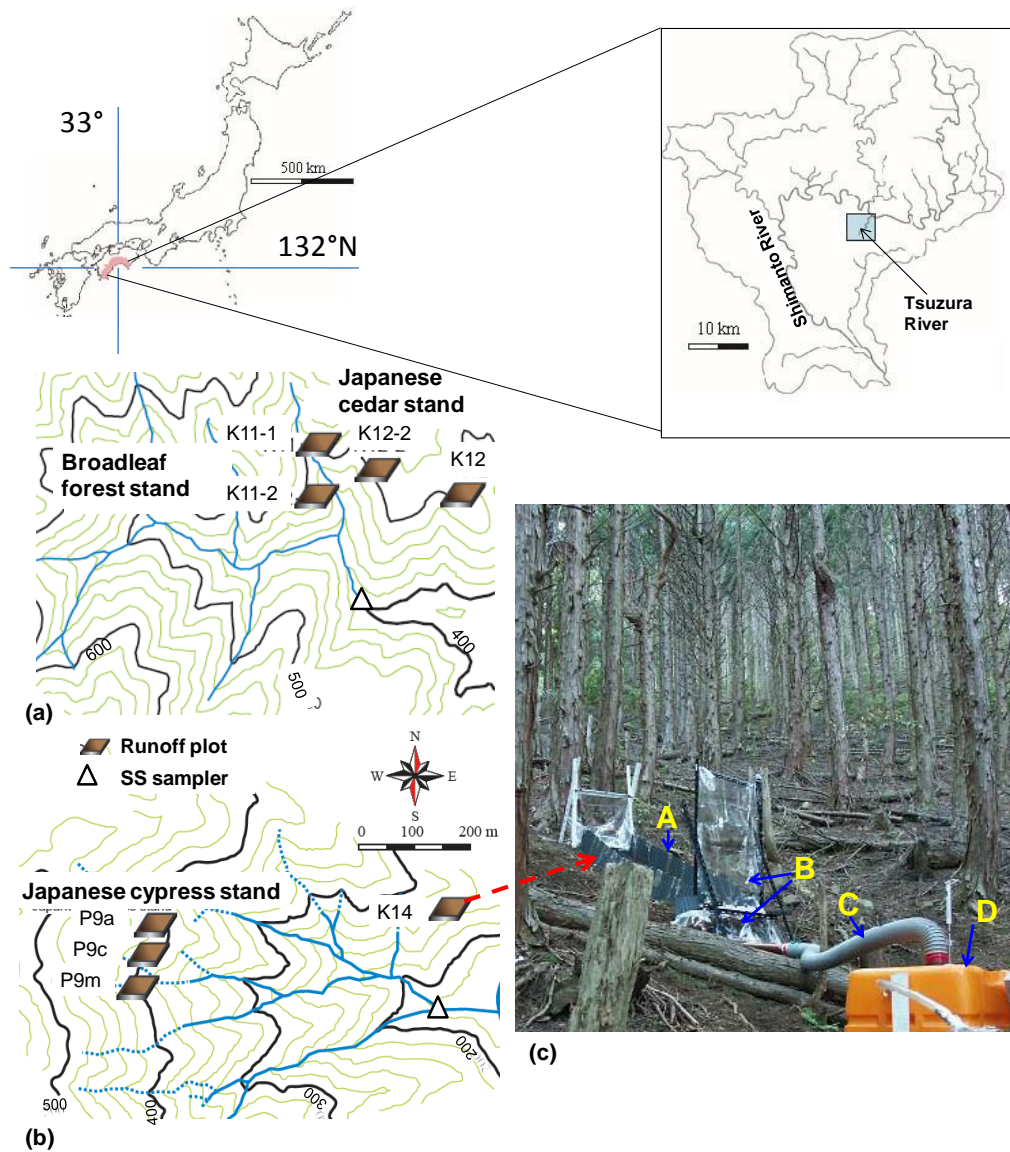 33°
500 km
132°N
Shimanto River
Tsuzura
River
10 km
Japanese
cedar stand
K11-1
K12-2
K12
Broadleaf
forest stand
K11-2
600
500
400
(a)
Runoff plot
SS sampler
N
W
E
S
0 100 200 m
Japanese cypress stand
P9a
P9c
P9m
K14
200
300
400
500
(b)
A
B
C
D
(c)